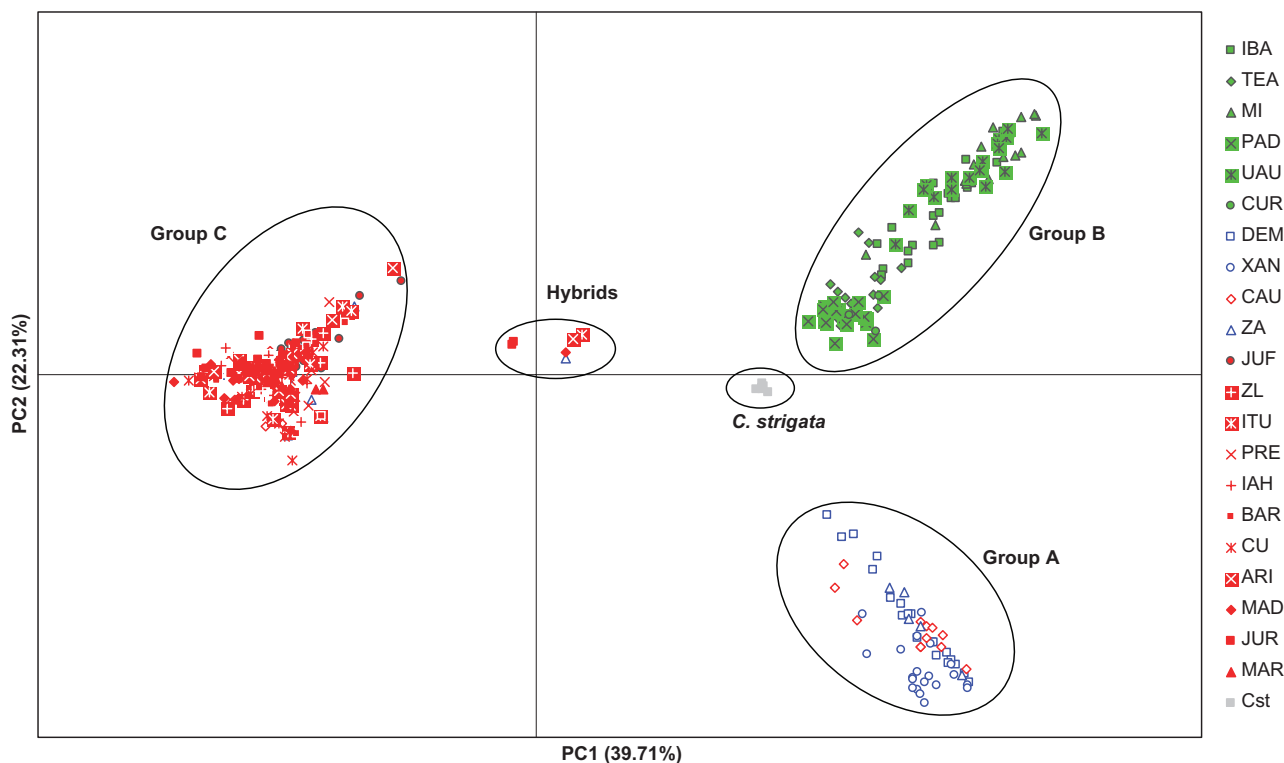 Group C
Hybrids
Group B
C. strigata
Group A
PC2 (22.31%)
PC1 (39.71%)
IBA
TEA
MI
PAD
UAU
CUR
DEM
XAN
CAU
ZA
JUF
ZL
ITU
PRE
IAH
BAR
CU
ARI
MAD
JUR
MAR
Cst